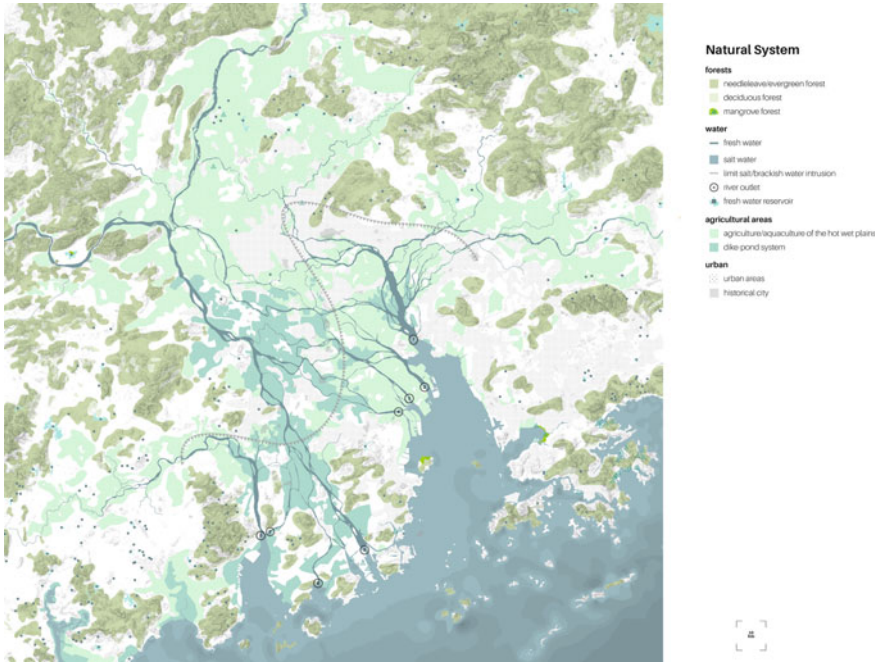 Natural System
forests
needleleave/evergreen forest
deciduous forest
mangrove forest
water
fresh water
salt water
limit salt/brackish water intrusion
river outlet
fresh water reservoir
agricultural areas
agriculture/aquaculture of the hot wet plains
dike-pond system
urban
urban areas
historical city